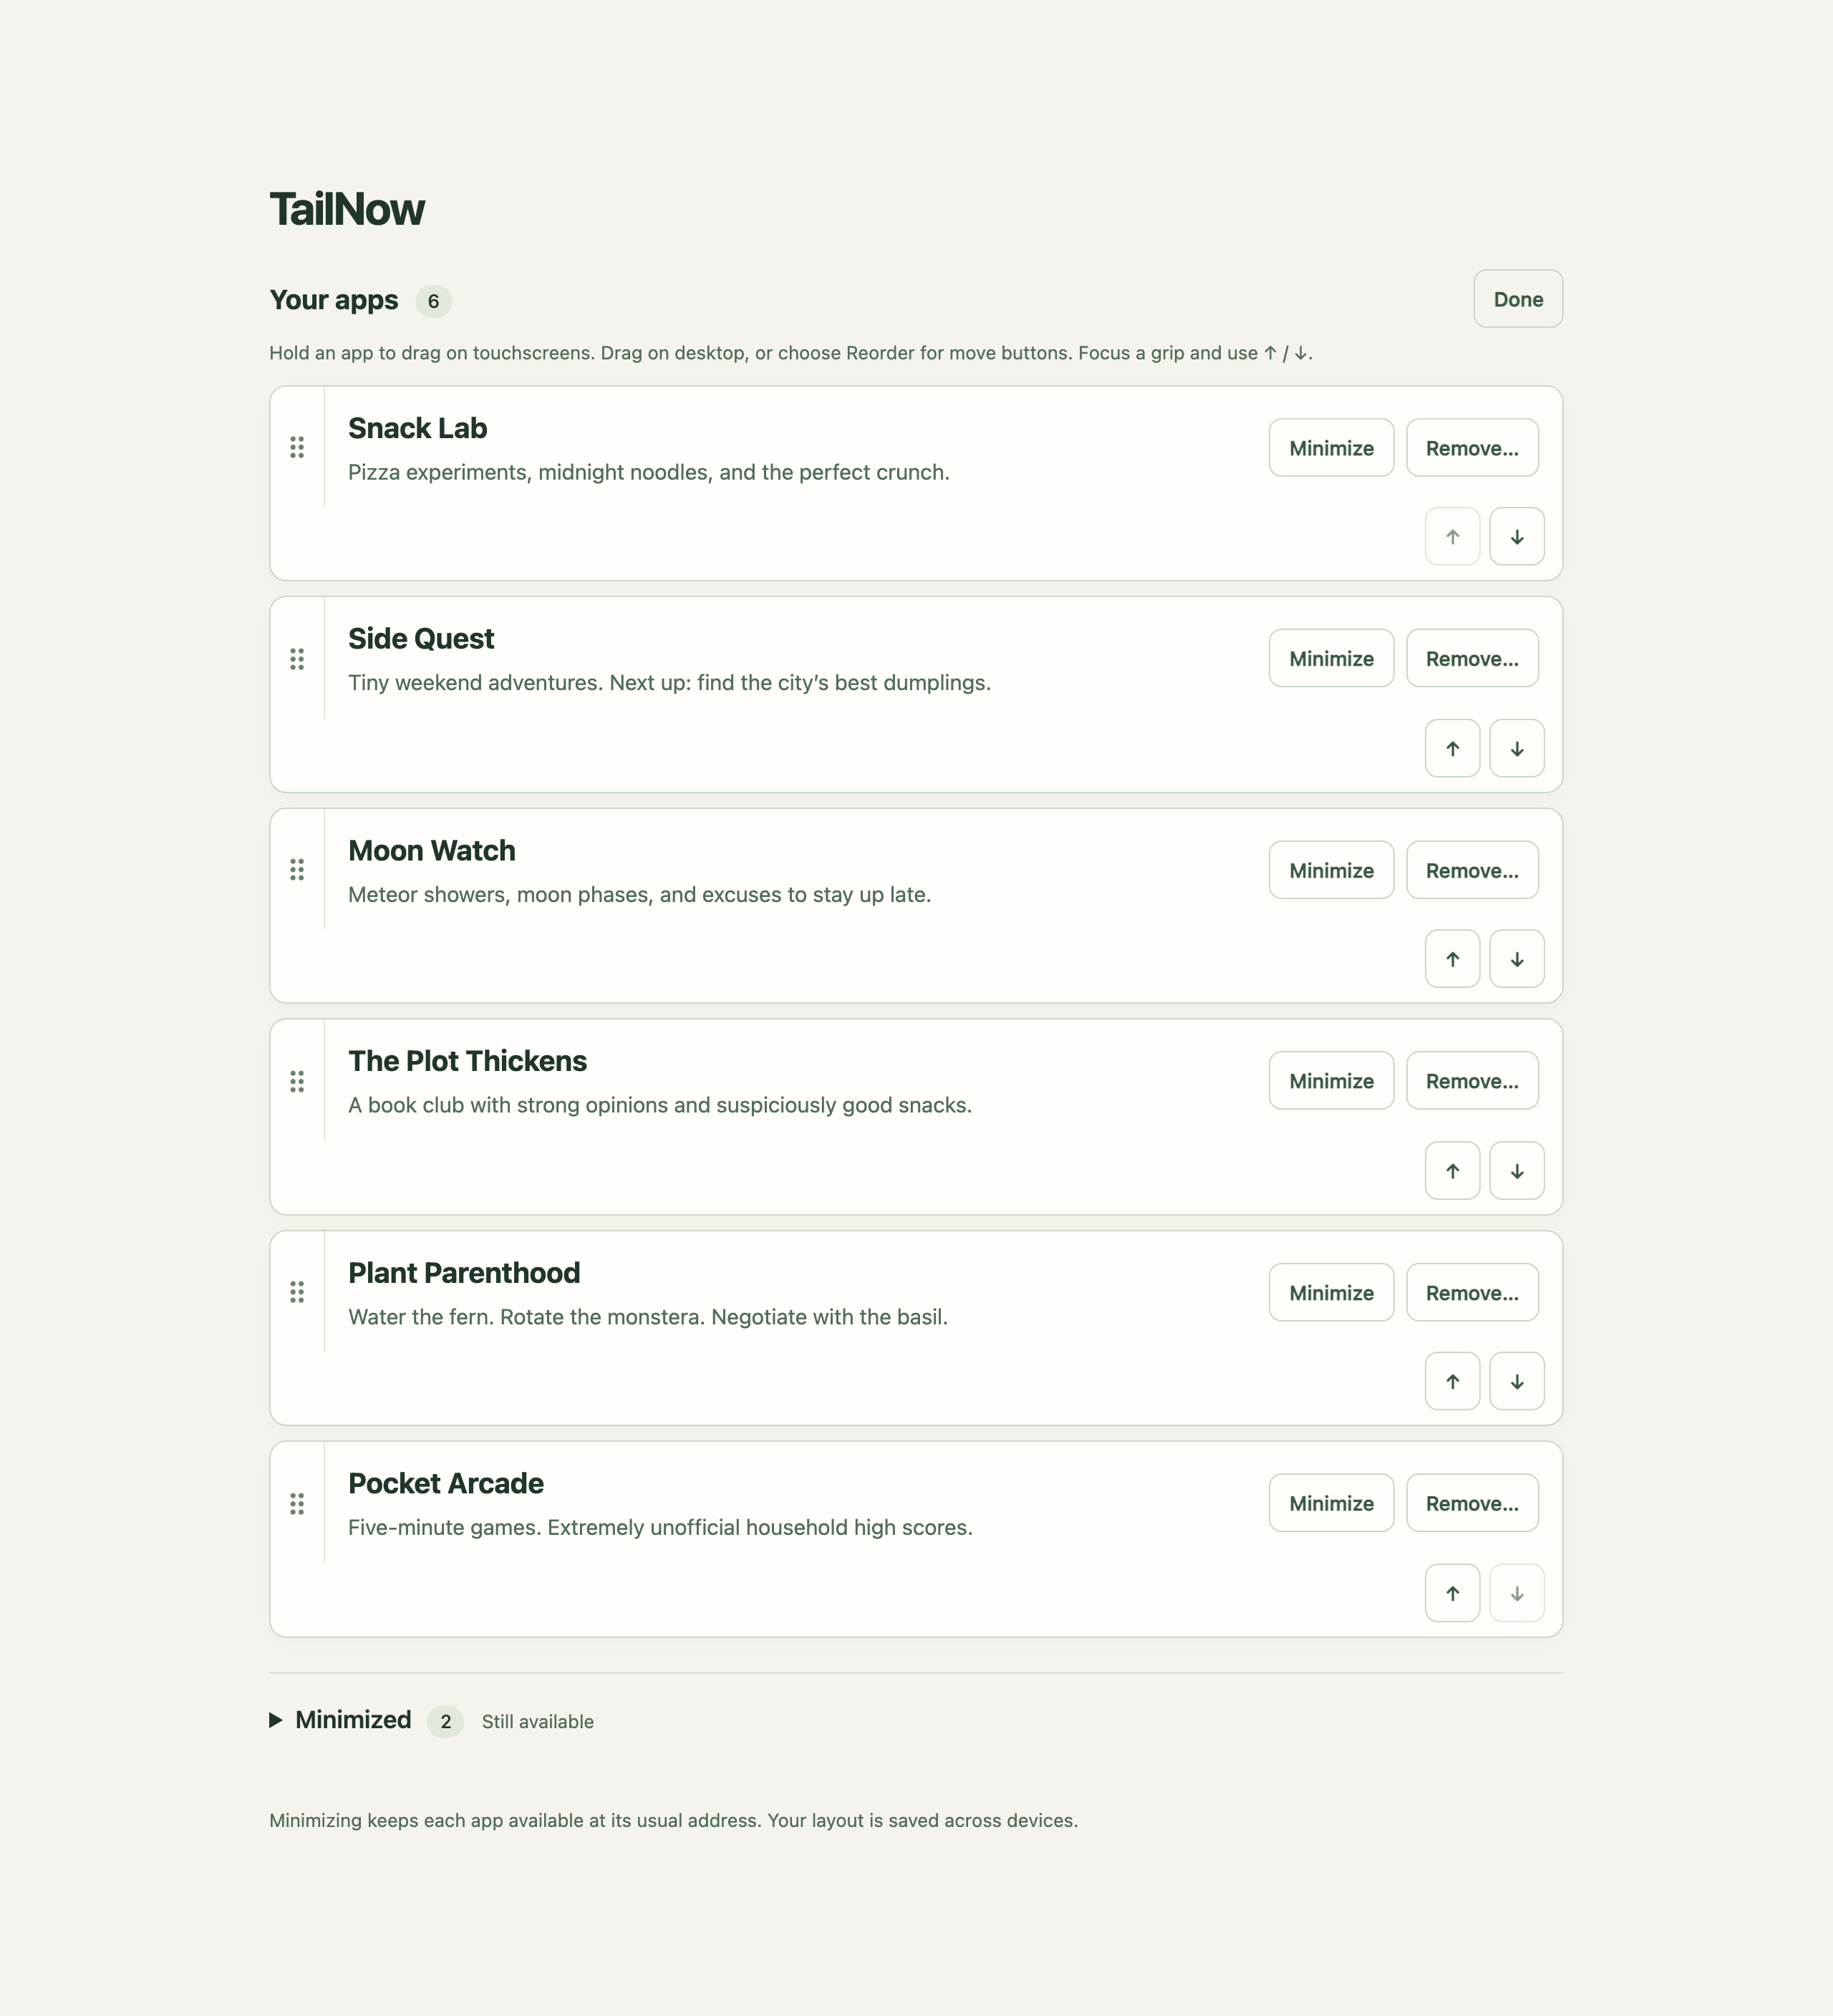 TailNow
Your apps 6
Done
Hold an app to drag on touchscreens. Drag on desktop, or choose Reorder for move buttons. Focus a grip and use ↑ / ↓.
Snack Lab
Pizza experiments, midnight noodles, and the perfect crunch.
Minimize Remove...
↑ ↓
Side Quest
Tiny weekend adventures. Next up: find the city’s best dumplings.
Minimize Remove...
↑ ↓
Moon Watch
Meteor showers, moon phases, and excuses to stay up late.
Minimize Remove...
↑ ↓
The Plot Thickens
A book club with strong opinions and suspiciously good snacks.
Minimize Remove...
↑ ↓
Plant Parenthood
Water the fern. Rotate the monstera. Negotiate with the basil.
Minimize Remove...
↑ ↓
Pocket Arcade
Five-minute games. Extremely unofficial household high scores.
Minimize Remove...
↑ ↓
Minimized 2 Still available
Minimizing keeps each app available at its usual address. Your layout is saved across devices.